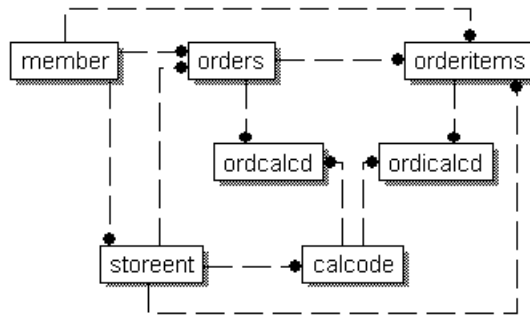 member
orders
orderitems
ordcalcd
ordicalcd
storeent
calcode